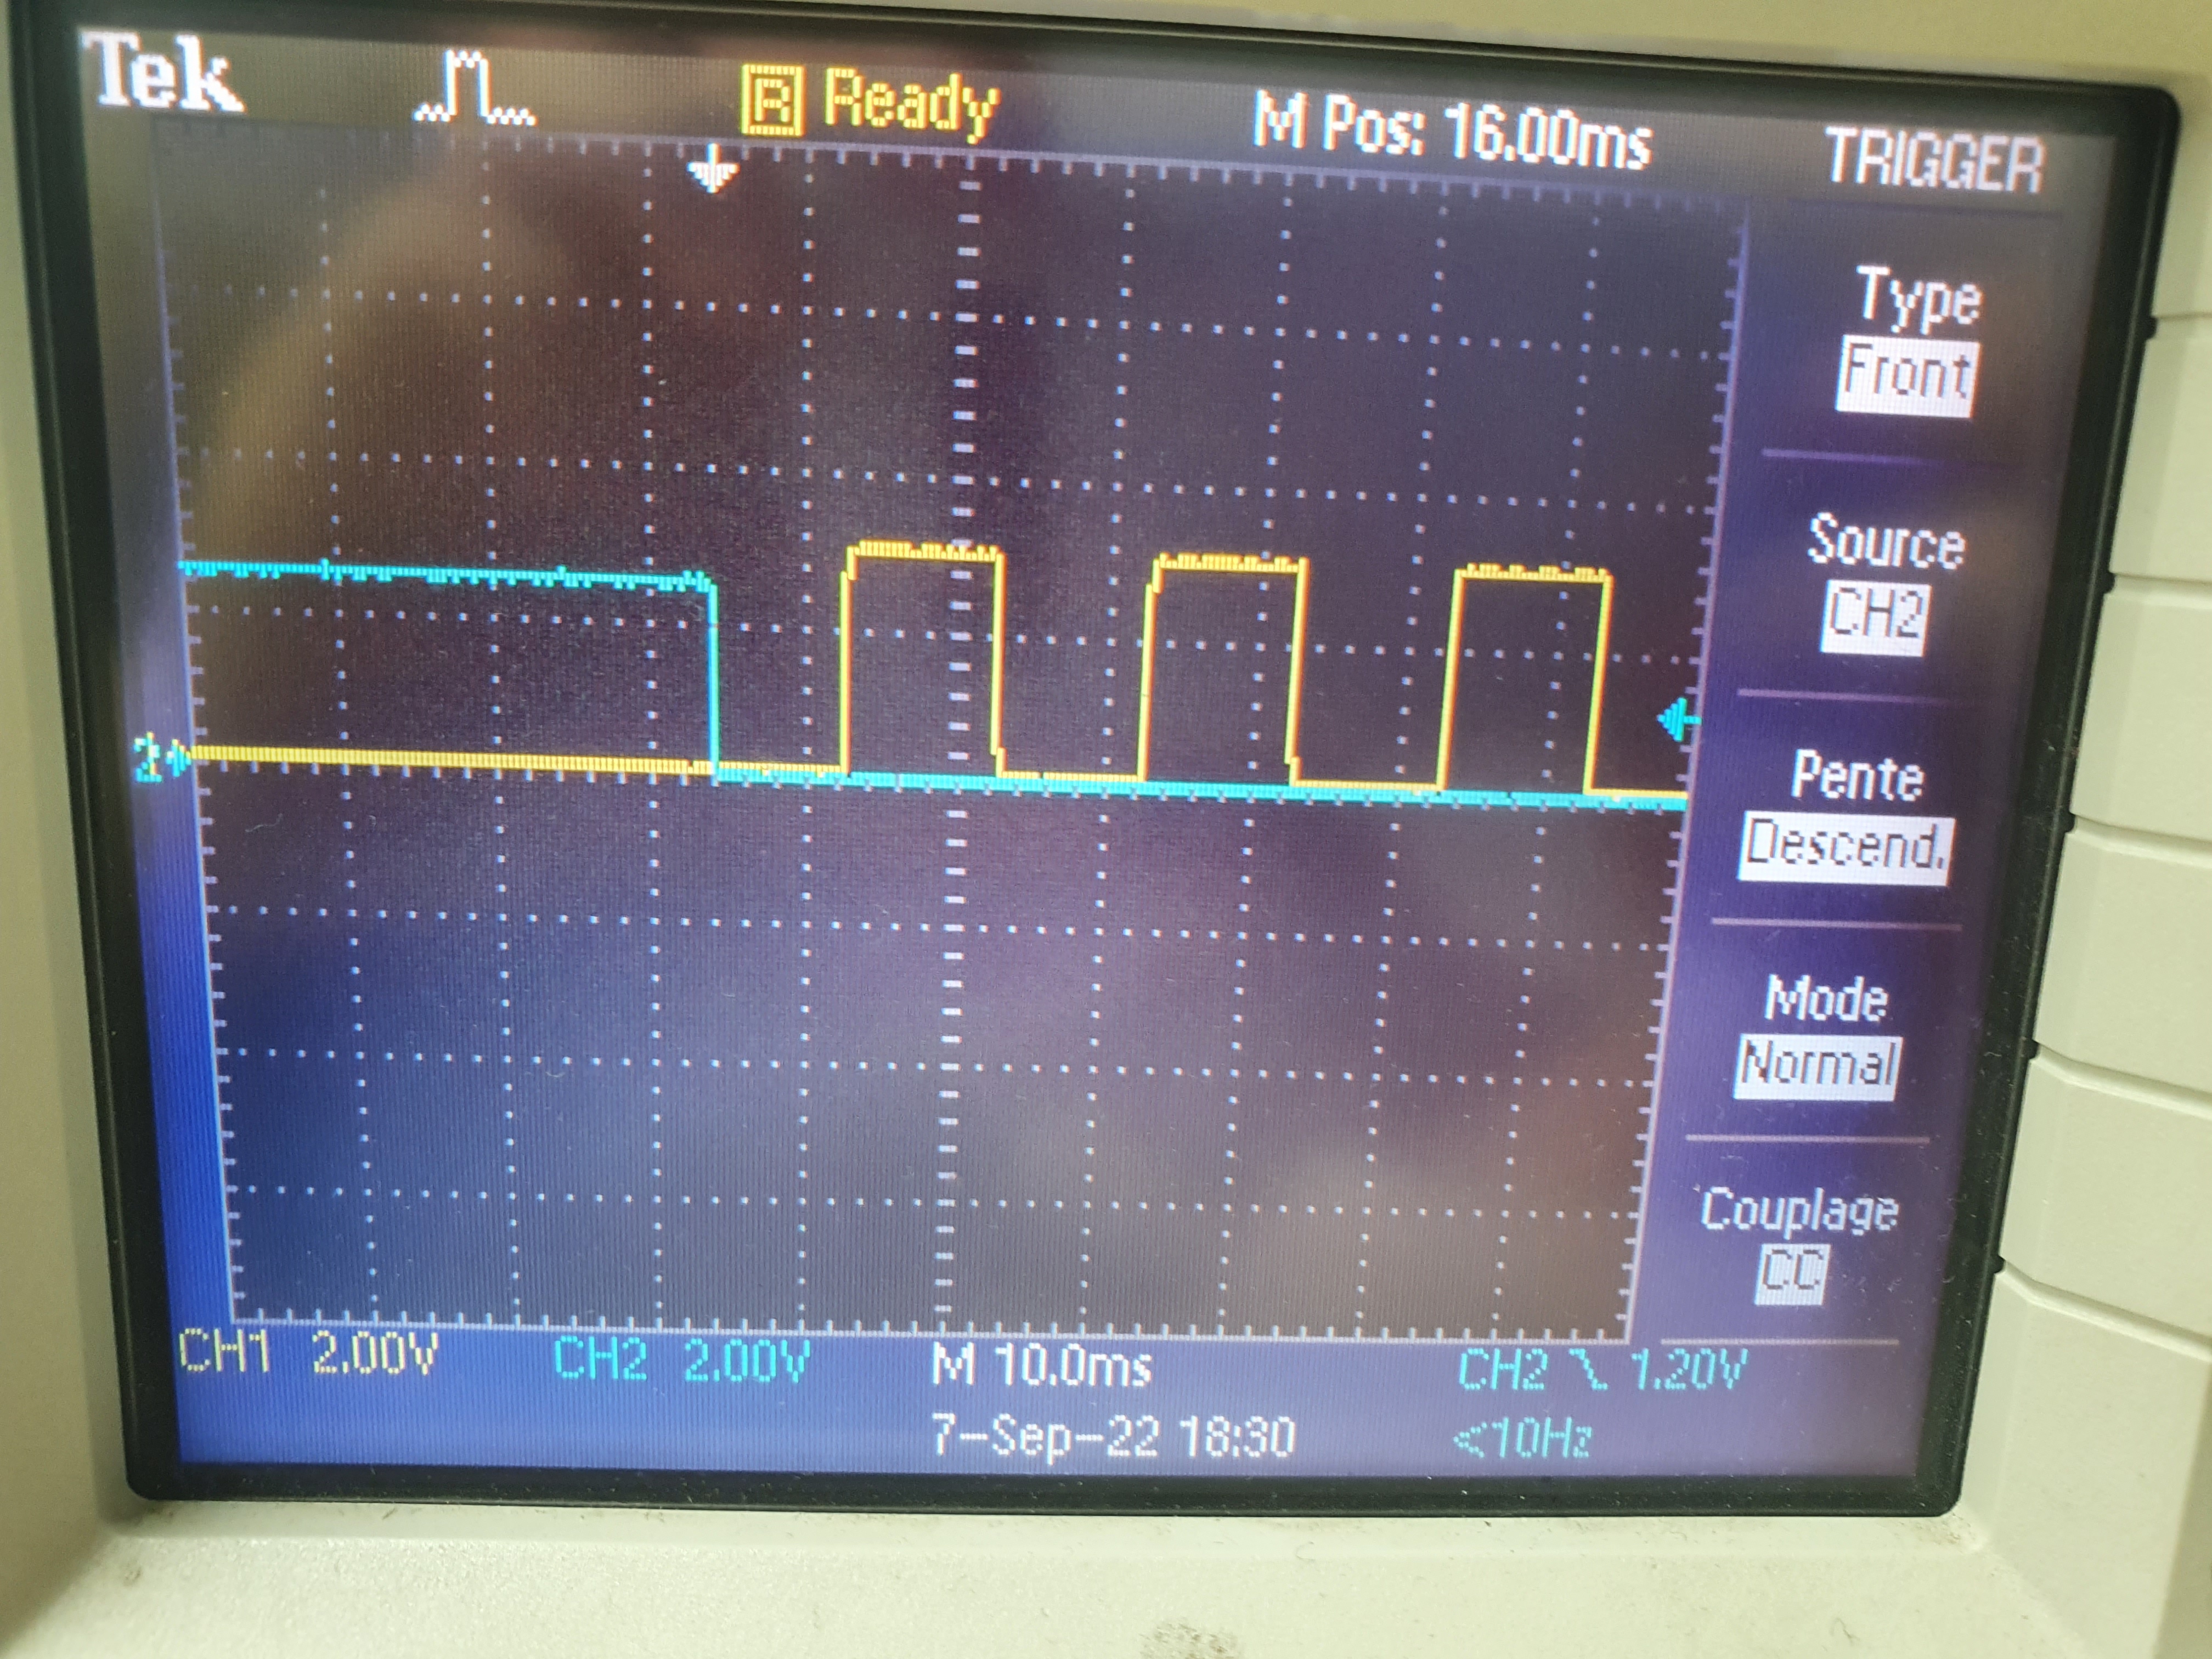 Tek R Ready M Pos: 16.00ms TRIGGER
Type
Front
Source
CH2
Pente
Descend.
Mode
Normal
Couplage
CC
2
CH1 2.00V CH2 2.00V M 10.0ms CH2 1.20V
7-Sep-22 18:30 <10Hz